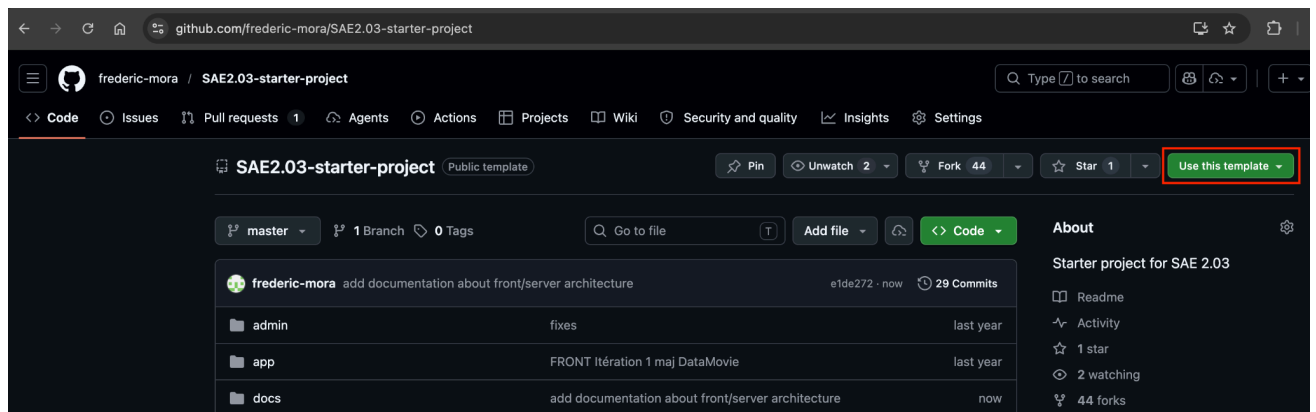 github.com/frederic-mora/SAE2.03-starter-project
frederic-mora / SAE2.03-starter-project
Type / to search
Code Issues Pull requests 1 Agents Actions Projects Wiki Security and quality Insights Settings
SAE2.03-starter-project Public template Pin Unwatch 2 Fork 44 Star 1 Use this template
master 1 Branch 0 Tags Go to file T Add file <> Code
frederic-mora add documentation about front/server architecture e1de272 · now 29 Commits
admin fixes last year
app FRONT Itération 1 maj DataMovie last year
docs add documentation about front/server architecture now
About
Starter project for SAE 2.03
Readme
Activity
1 star
2 watching
44 forks